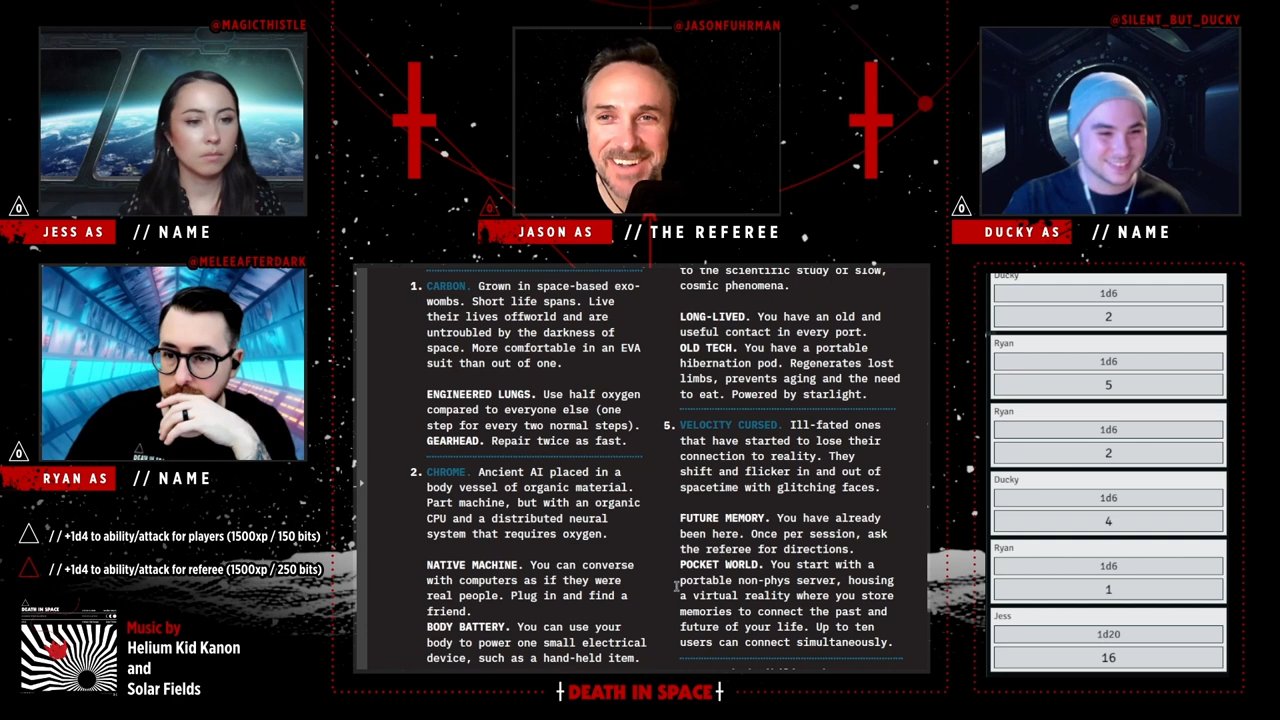 @MAGICTHISTLE
@JASONFUHRMAN
@SILENT_BUT_DUCKY
0
0
0
JESS AS // NAME
JASON AS // THE REFEREE
DUCKY AS // NAME
@MELEEAFTERDARK
0
RYAN AS // NAME
// +1d4 to ability/attack for players (1500xp / 150 bits)
// +1d4 to ability/attack for referee (1500xp / 250 bits)
DEATH IN SPACE
Music by
Helium Kid Kanon
and
Solar Fields
1. CARBON. Grown in space-based exo-
wombs. Short life spans. Live
their lives offworld and are
untroubled by the darkness of
space. More comfortable in an EVA
suit than out of one.
ENGINEERED LUNGS. Use half oxygen
compared to everyone else (one
step for every two normal steps).
GEARHEAD. Repair twice as fast.
2. CHROME. Ancient AI placed in a
body vessel of organic material.
Part machine, but with an organic
CPU and a distributed neural
system that requires oxygen.
NATIVE MACHINE. You can converse
with computers as if they were
real people. Plug in and find a
friend.
BODY BATTERY. You can use your
body to power one small electrical
device, such as a hand-held item.
to the scientific study of slow,
cosmic phenomena.
LONG-LIVED. You have an old and
useful contact in every port.
OLD TECH. You have a portable
hibernation pod. Regenerates lost
limbs, prevents aging and the need
to eat. Powered by starlight.
5. VELOCITY CURSED. Ill-fated ones
that have started to lose their
connection to reality. They
shift and flicker in and out of
spacetime with glitching faces.
FUTURE MEMORY. You have already
been here. Once per session, ask
the referee for directions.
POCKET WORLD. You start with a
portable non-phys server, housing
a virtual reality where you store
memories to connect the past and
future of your life. Up to ten
users can connect simultaneously.
Ducky
1d6
2
Ryan
1d6
5
Ryan
1d6
2
Ducky
1d6
4
Ryan
1d6
1
Jess
1d20
16
DEATH IN SPACE